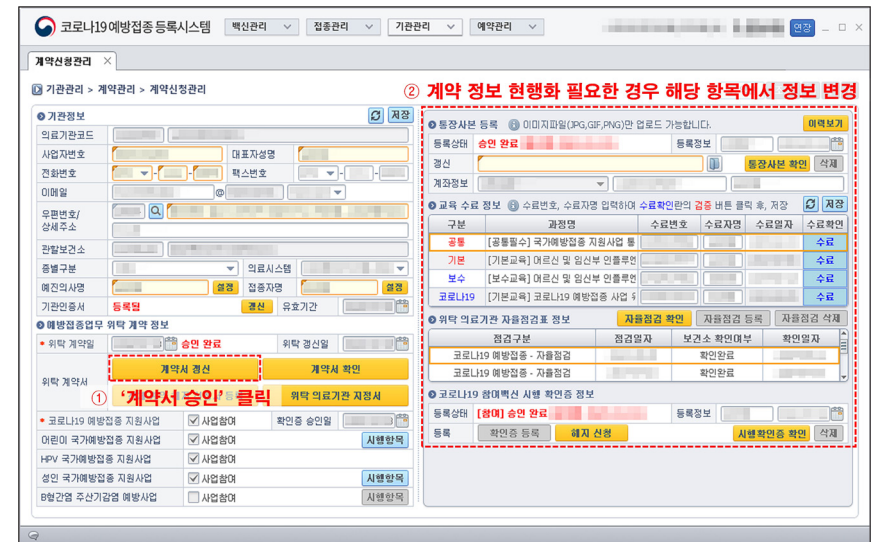 코로나19 예방접종 등록시스템 백신관리 접종관리 기관관리 예약관리 연장
계약신청관리
기관관리 > 계약관리 > 계약신청관리
② 계약 정보 현행화 필요한 경우 해당 항목에서 정보 변경
기관정보 저장
의료기관코드
사업자번호 대표자성명
전화번호 - - 팩스번호 - -
이메일 @
우편번호/
상세주소
관할보건소
종별구분 의료시스템
예진의사명 설정 접종자명 설정
기관인증서 등록됨 갱신 유효기간
예방접종업무 위탁 계약 정보
* 위탁 계약일 승인 완료 위탁 갱신일
위탁 계약서
계약서 갱신 계약서 확인
위탁 의료기관 지정서
① ‘계약서 승인’ 클릭
* 코로나19 예방접종 지원사업 사업참여 확인증 승인일
어린이 국가예방접종 지원사업 사업참여 시행항목
HPV 국가예방접종 지원사업 사업참여
성인 국가예방접종 지원사업 사업참여 시행항목
B형간염 주산기감염 예방사업 사업참여 시행항목
통장사본 등록 이미지파일(JPG,GIF,PNG)만 업로드 가능합니다. 이력보기
등록상태 승인 완료 등록정보
갱신 통장사본 확인 삭제
계좌정보
교육 수료 정보 수료번호, 수료자명 입력하여 수료확인란의 검증 버튼 클릭 후, 저장 저장
구분 과정명 수료번호 수료자명 수료일자 수료확인
공통 [공통필수] 국가예방접종 지원사업 통 수료
기본 [기본교육] 어르신 및 임신부 인플루엔 수료
보수 [보수교육] 어르신 및 임신부 인플루엔 수료
코로나19 [기본교육] 코로나19 예방접종 사업 수료
위탁 의료기관 자율점검표 정보 자율점검 확인 자율점검 등록 자율점검 삭제
점검구분 점검일자 보건소 확인여부 확인일자
코로나19 예방접종 - 자율점검 확인완료
코로나19 예방접종 - 자율점검 확인완료
코로나19 참여백신 시행 확인증 정보
등록상태 [참여] 승인 완료 등록정보
등록 확인증 등록 해지 신청 시행확인증 확인 삭제